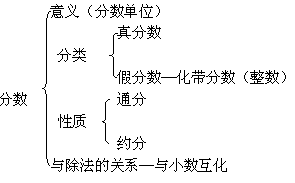 意义（分数单位）
真分数
分类
假分数—化带分数（整数）
分数
通分
性质
约分
与除法的关系—与小数互化